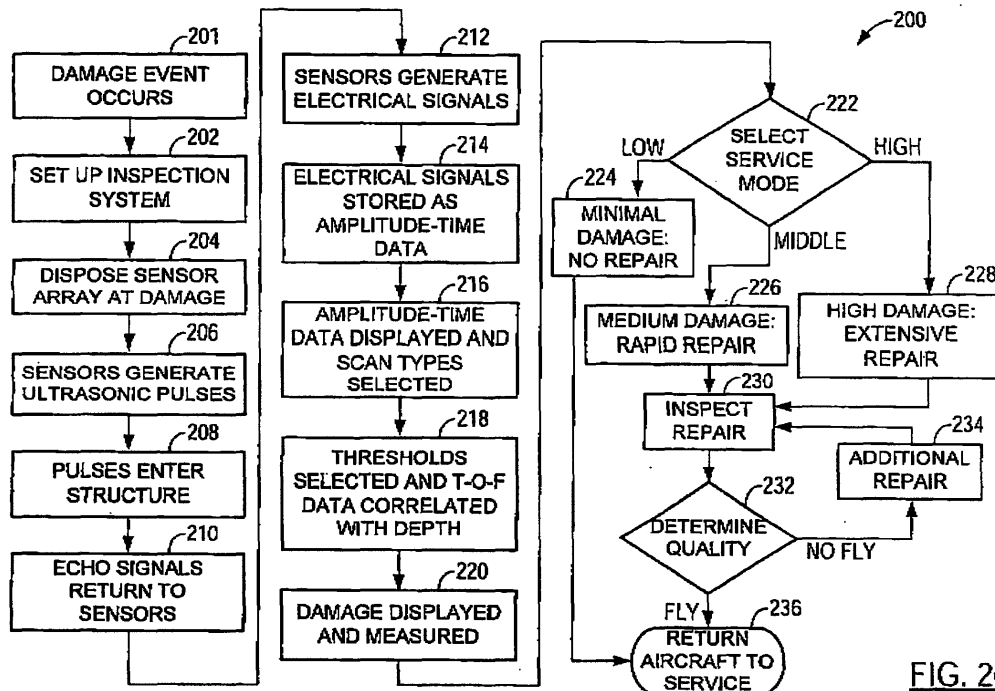 201
DAMAGE EVENT
OCCURS
202
SET UP INSPECTION
SYSTEM
204
DISPOSE SENSOR
ARRAY AT DAMAGE
206
SENSORS GENERATE
ULTRASONIC PULSES
208
PULSES ENTER
STRUCTURE
210
ECHO SIGNALS
RETURN TO
SENSORS
212
SENSORS GENERATE
ELECTRICAL SIGNALS
214
ELECTRICAL SIGNALS
STORED AS
AMPLITUDE-TIME
DATA
216
AMPLITUDE-TIME
DATA DISPLAYED AND
SCAN TYPES
SELECTED
218
THRESHOLDS
SELECTED AND T-O-F
DATA CORRELATED
WITH DEPTH
220
DAMAGE DISPLAYED
AND MEASURED
200
222
SELECT
SERVICE
MODE
LOW
HIGH
MIDDLE
224
MINIMAL
DAMAGE:
NO REPAIR
226
MEDIUM DAMAGE:
RAPID REPAIR
228
HIGH DAMAGE:
EXTENSIVE
REPAIR
230
INSPECT
REPAIR
234
ADDITIONAL
REPAIR
232
DETERMINE
QUALITY
NO FLY
FLY
236
RETURN
AIRCRAFT TO
SERVICE
FIG. 2